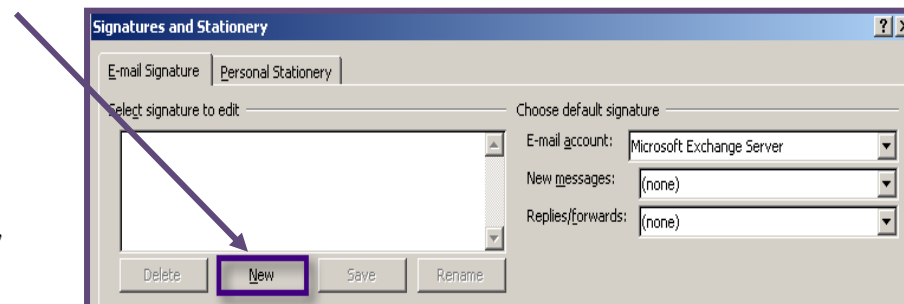 Signatures and Stationery
E-mail Signature Personal Stationery
Select signature to edit Choose default signature
E-mail account: Microsoft Exchange Server
New messages: (none)
Replies/forwards: (none)
Delete New Save Rename